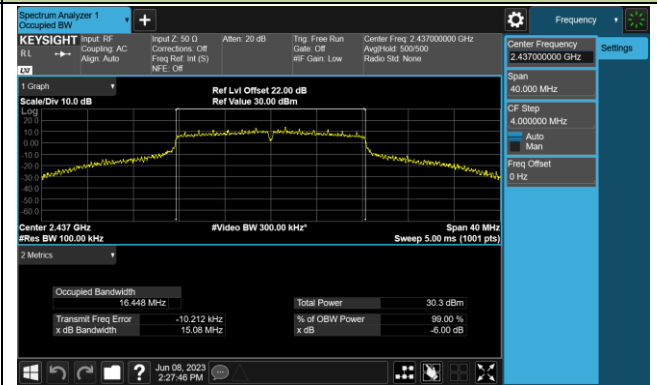 Spectrum Analyzer 1
Occupied BW
Frequency
KEYSIGHT
RL
LXI
Input: RF
Coupling: AC
Align: Auto
Input Z: 50 Ω
Corrections: Off
Freq Ref: Int (S)
NFE: Off
Atten: 20 dB
Trig: Free Run
Gate: Off
#IF Gain: Low
Center Freq: 2.437000000 GHz
Avg|Hold: 500/500
Radio Std: None
Center Frequency
2.437000000 GHz
Settings
Span
40.000 MHz
CF Step
4.000000 MHz
Auto
Man
Freq Offset
0 Hz
1 Graph
Scale/Div 10.0 dB
Ref Lvl Offset 22.00 dB
Ref Value 30.00 dBm
Log
20.0
10.0
0.00
-10.0
-20.0
-30.0
-40.0
-50.0
-60.0
Center 2.437 GHz
#Video BW 300.00 kHz*
Span 40 MHz
#Res BW 100.00 kHz
Sweep 5.00 ms (1001 pts)
2 Metrics
Occupied Bandwidth
16.448 MHz
Total Power 30.3 dBm
Transmit Freq Error -10.212 kHz
% of OBW Power 99.00 %
x dB Bandwidth 15.08 MHz
x dB -6.00 dB
?
Jun 08, 2023
2:27:46 PM